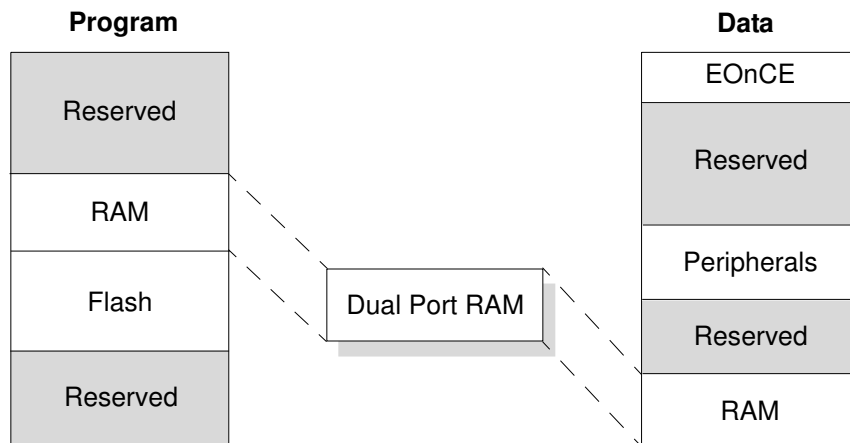 Program
Reserved
RAM
Flash
Reserved
Dual Port RAM
Data
EOnCE
Reserved
Peripherals
Reserved
RAM